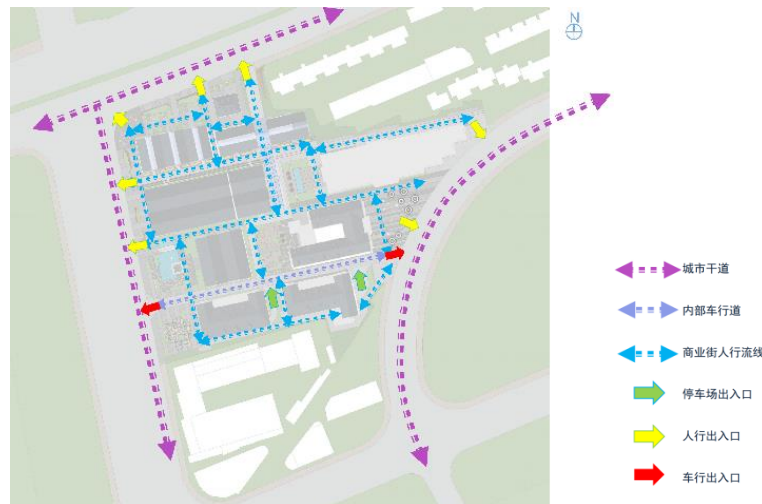 N
城市干道
内部车行道
商业街人行流线
停车场出入口
人行出入口
车行出入口